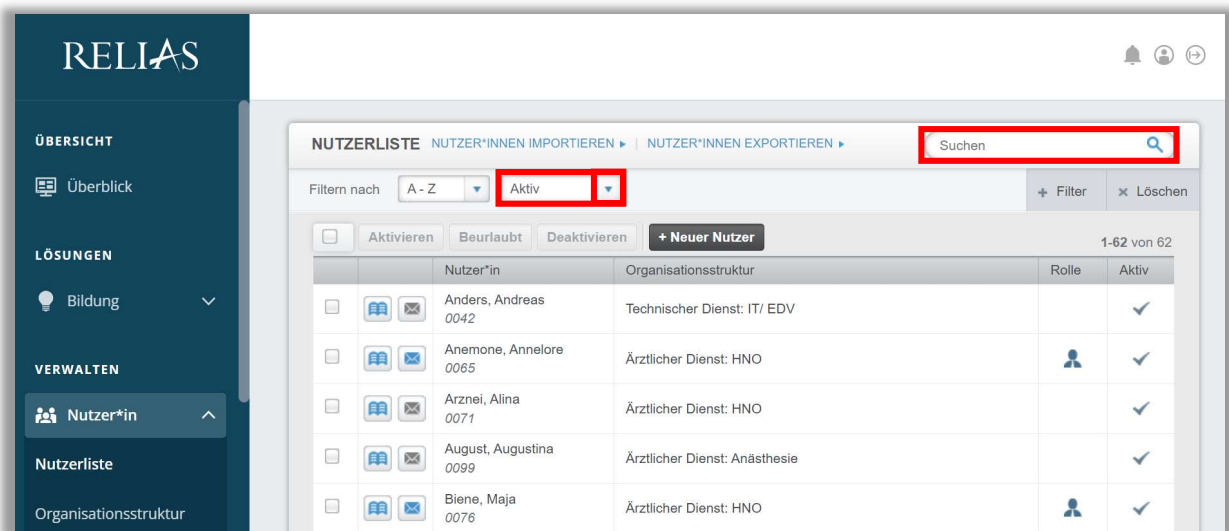 RELIAS
ÜBERSICHT
Überblick
LÖSUNGEN
Bildung
VERWALTEN
Nutzer*in
Nutzerliste
Organisationsstruktur
NUTZERLISTE NUTZER*INNEN IMPORTIEREN | NUTZER*INNEN EXPORTIEREN Suchen
Filtern nach A - Z Aktiv + Filter × Löschen
Aktivieren Beurlaubt Deaktivieren + Neuer Nutzer 1-62 von 62
Nutzer*in Organisationsstruktur Rolle Aktiv
Anders, Andreas
0042
Technischer Dienst: IT/ EDV
Anemone, Annelore
0065
Ärztlicher Dienst: HNO
Arznei, Alina
0071
Ärztlicher Dienst: HNO
August, Augustina
0099
Ärztlicher Dienst: Anästhesie
Biene, Maja
0076
Ärztlicher Dienst: HNO